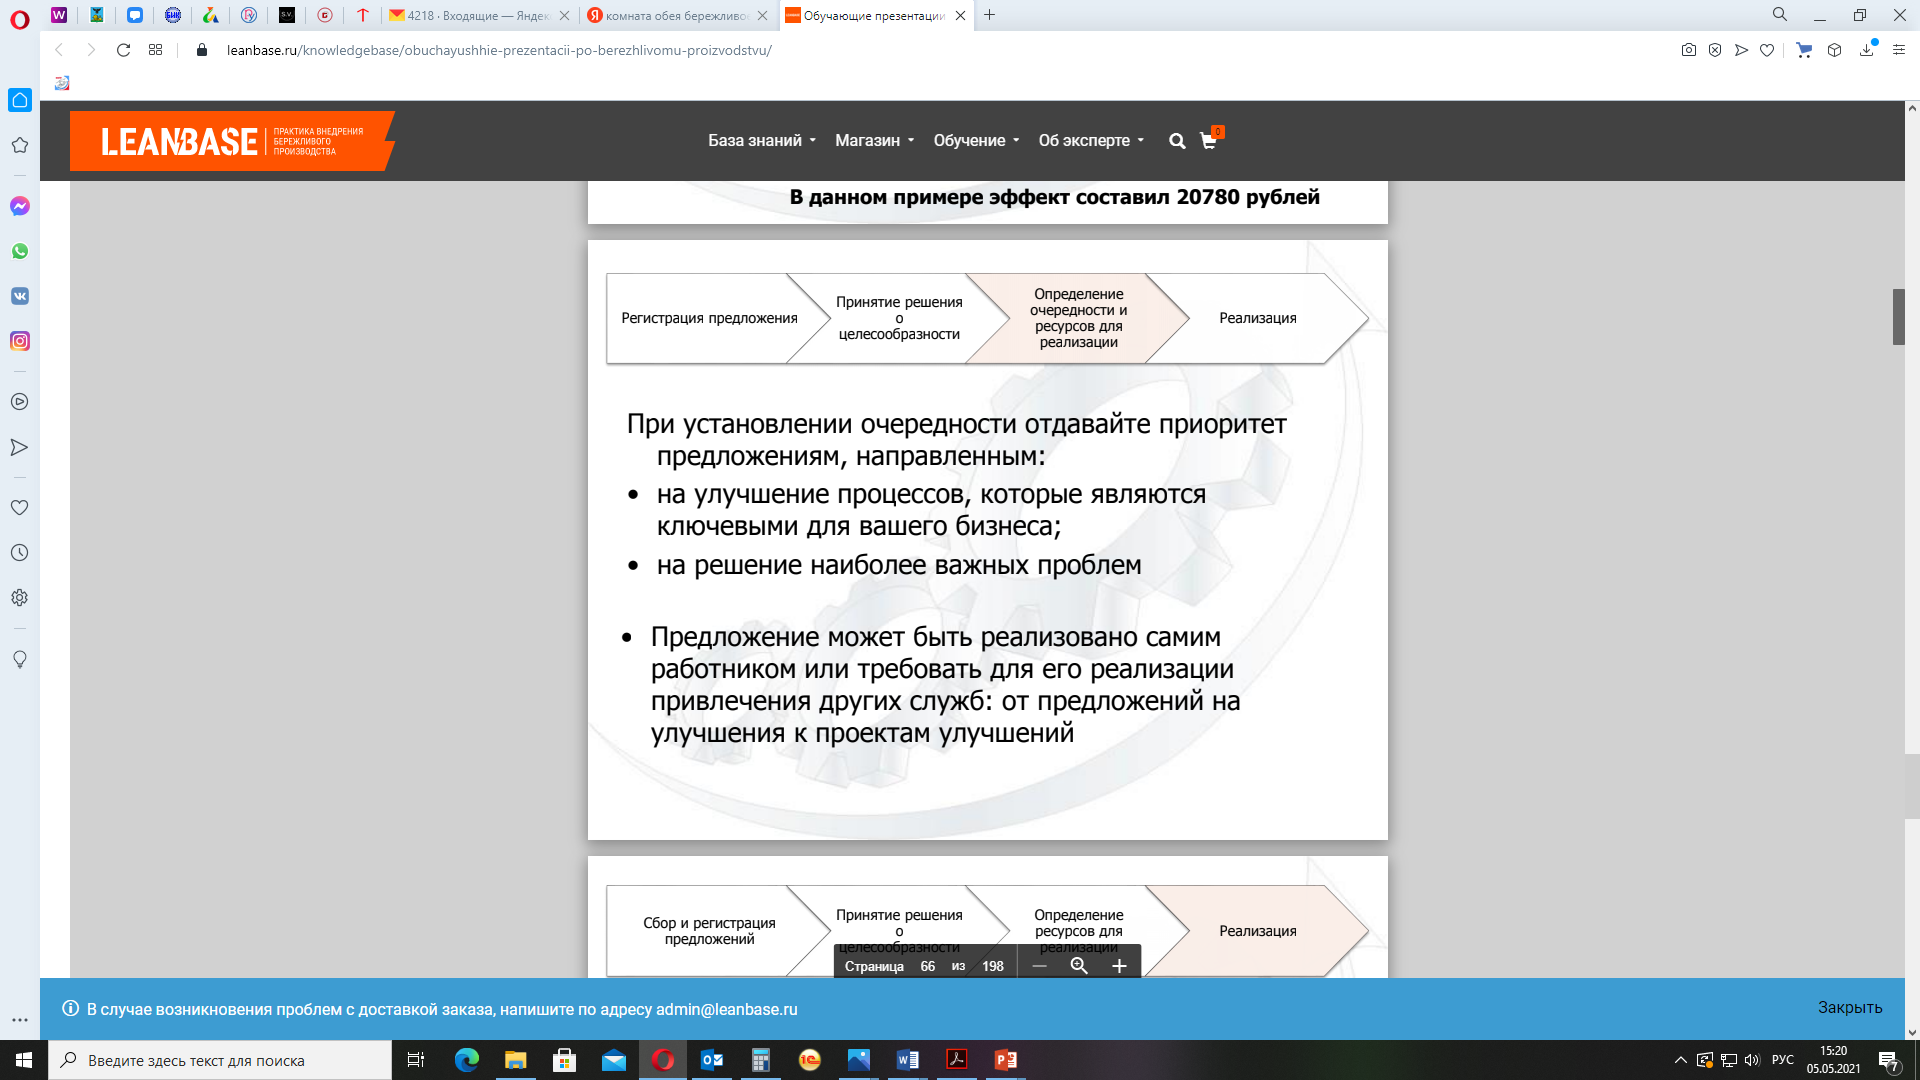 W
БНК
S.V.
G
4218 · Входящие — Яндекс
Я
комната обея бережливо
Обучающие презентации
leanbase.ru/knowledgebase/obuchayushhie-prezentacii-po-berezhlivomu-proizvodstvu/
LEANBASE
ПРАКТИКА ВНЕДРЕНИЯ
БЕРЕЖЛИВОГО
ПРОИЗВОДСТВА
База знаний
Магазин
Обучение
Об эксперте
0
В данном примере эффект составил 20780 рублей
Регистрация предложения
Принятие решения
о
целесообразности
Определение
очередности и
ресурсов для
реализации
Реализация
При установлении очередности отдавайте приоритет
предложениям, направленным:
• на улучшение процессов, которые являются
ключевыми для вашего бизнеса;
• на решение наиболее важных проблем
• Предложение может быть реализовано самим
работником или требовать для его реализации
привлечения других служб: от предложений на
улучшения к проектам улучшений
Сбор и регистрация
предложений
Принятие решения
о
целесообразности
Определение
ресурсов для
реализации
Реализация
Страница 66 из 198
В случае возникновения проблем с доставкой заказа, напишите по адресу admin@leanbase.ru
Закрыть
Введите здесь текст для поиска
РУС
15:20
05.05.2021
7